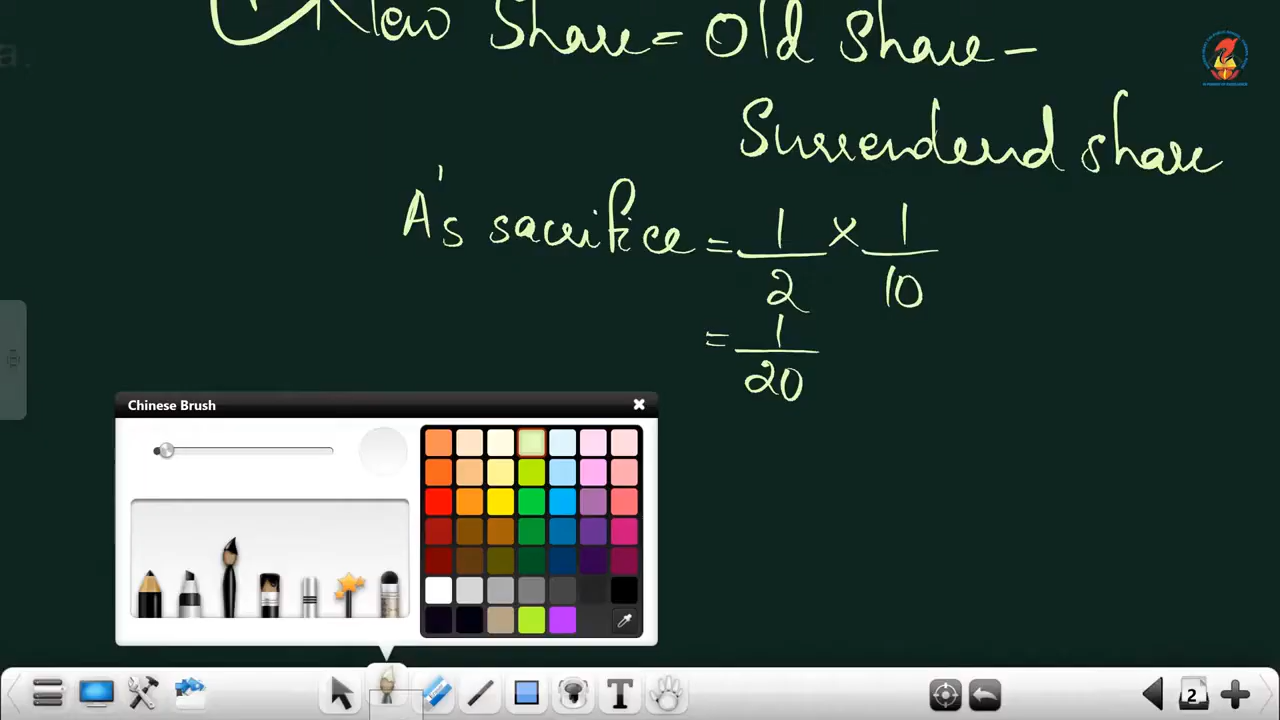 New Share = Old Share -
Surrendered share
A's sacrifice = 1/2 × 1/10
= 1/20
Chinese Brush
T
2